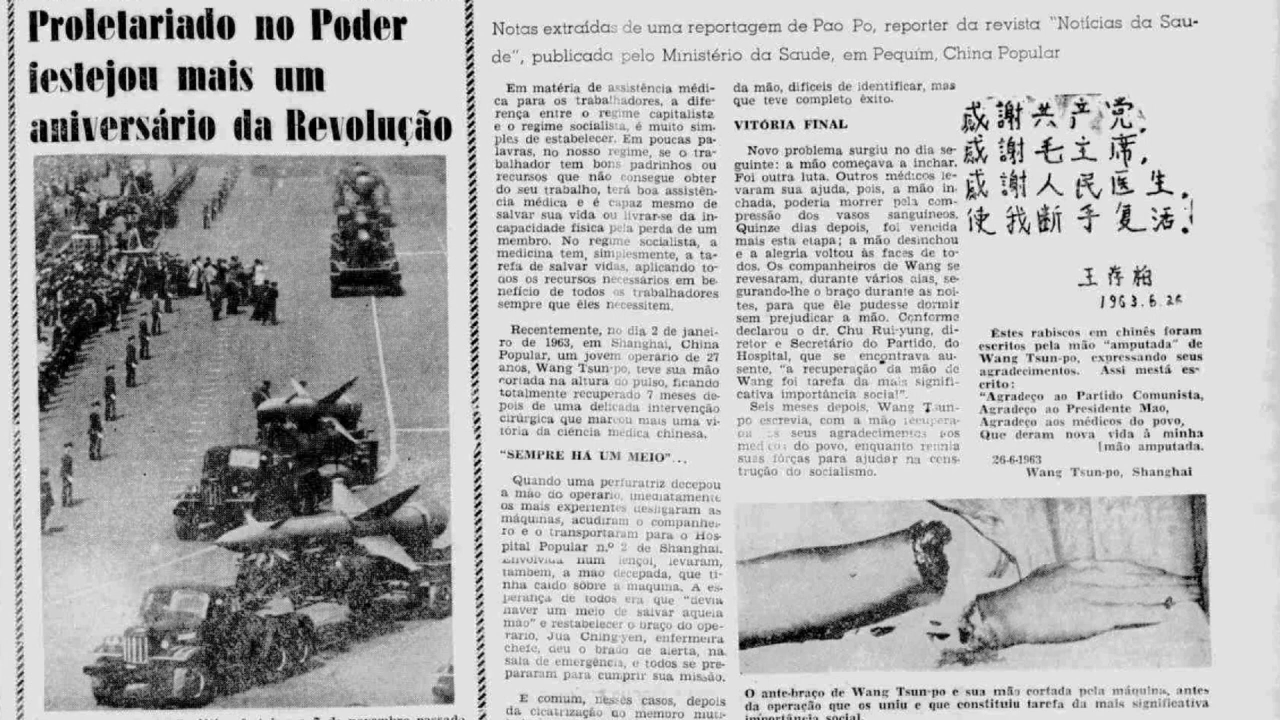 Proletariado no Poder
festejou mais um
aniversário da Revolução
Notas extraídas de uma reportagem de Pao Po, reporter da revista "Notícias da Sau-
de", publicada pelo Ministério da Saude, em Pequim, China Popular
Em matéria de assistência médi-
ca para os trabalhadores, a dife-
rença entre o regime capitalista
e o regime socialista, é muito sim-
ples de estabelecer. Em poucas pa-
lavras, no nosso regime, se o tra-
balhador tem bons padrinhos ou
recursos que não consegue obter
do seu trabalho, terá boa assistên-
cia médica e é capaz mesmo de
salvar sua vida ou livrar-se da in-
capacidade física pela perda de um
membro. No regime socialista, a
medicina tem, simplesmente, a ta-
refa de salvar vidas, aplicando to-
dos os recursos necessários em be-
nefício de todos os trabalhadores
sempre que êles necessitem.
Recentemente, no dia 2 de janei-
ro de 1963, em Shanghai, China
Popular, um jovem operário de 27
anos, Wang Tsun-po, teve sua mão
cortada na altura do pulso, ficando
totalmente recuperado 7 meses de-
pois de uma delicada intervenção
cirúrgica que marcou mais uma vi-
tória da ciência médica chinesa.
"SEMPRE HÁ UM MEIO"...
Quando uma perfuratriz decepou
a mão do operario, imediatamente
os mais experientes desligaram as
máquinas, acudiram o companhei-
ro e o transportaram para o Hos-
pital Popular n.º 2 de Shanghai.
Envolvida num lençol, levaram,
tambem, a mão decepada, que ti-
nha caido sôbre a maquina. A es-
perança de todos era que "devia
haver um meio de salvar aquela
mão" e restabelecer o braço do ope-
rario, Jua Ching-yen, enfermeira
chefe, deu o brado de alerta, na
sala de emergência, e todos se pre-
pararam para cumprir sua missão.
E comum, nesses casos, depois
da cicatrização do membro muti-
da mão, difíceis de identificar, mas
que teve completo êxito.
VITÓRIA FINAL
Novo problema surgiu no dia se-
guinte: a mão começava a inchar.
Foi outra luta. Outros médicos le-
varam sua ajuda, pois, a mão in-
chada, poderia morrer pela com-
pressão dos vasos sanguíneos.
Quinze dias depois, foi vencida
mais esta etapa; a mão desinchou
e a alegria voltou às faces de to-
dos. Os companheiros de Wang se
revesaram, durante vários dias, se-
gurando-lhe o braço durante as noi-
tes, para que êle pudesse dormir
sem prejudicar a mão. Conforme
declarou o dr. Chu Rui-yung, di-
retor e Secretário do Partido, do
Hospital, que se encontrava au-
sente, "a recuperação da mão de
Wang foi tarefa da mais signifi-
cativa importância social".
Seis meses depois, Wang Tsun-
po escrevia, com a mão recupera-
seus agradecimentos aos
médicos do povo, enquanto reunia
suas fôrças para ajudar na cons-
trução do socialismo.
感謝共产党,
感謝毛主席,
感謝人民医生,
使我斷手复活!
王存柏
1963.6.26
Êstes rabiscos em chinês foram
escritos pela mão "amputada" de
Wang Tsun-po, expressando seus
agradecimentos. Assi mestá es-
crito:
"Agradeço ao Partido Comunista,
Agradeço ao Presidente Mao,
Agradeço aos médicos do povo,
Que deram nova vida à minha
[mão amputada.
26-6-1963
Wang Tsun-po, Shanghai
O ante-braço de Wang Tsun-po e sua mão cortada pela máquina, antes
da operação que os uniu e que constituiu tarefa da mais significativa
importância social.